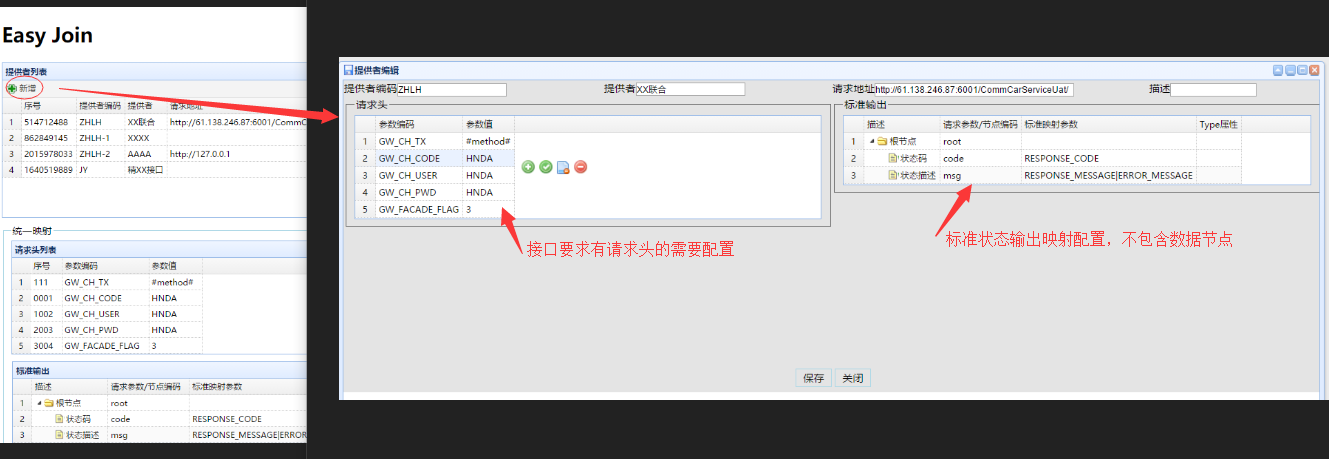 Easy Join
提供者列表
新增
序号 提供者编码 提供者 请求地址
1 514712488 ZHLH XX联合 http://61.138.246.87:6001/CommC
2 862849145 ZHLH-1 XXXX
3 2015978033 ZHLH-2 AAAA http://127.0.0.1
4 1640519889 JY 精XX接口
统一映射
请求头列表
序号 参数编码 参数值
1 111 GW_CH_TX #method#
2 0001 GW_CH_CODE HNDA
3 1002 GW_CH_USER HNDA
4 2003 GW_CH_PWD HNDA
5 3004 GW_FACADE_FLAG 3
标准输出
描述 请求参数/节点编码 标准映射参数
1 根节点 root
2 状态码 code RESPONSE_CODE
3 状态描述 msg RESPONSE_MESSAGE|ERROR
提供者编辑
提供者编码 ZHLH 提供者 XX联合 请求地址 http://61.138.246.87:6001/CommCarServiceUat/ 描述
请求头
参数编码 参数值
1 GW_CH_TX #method#
2 GW_CH_CODE HNDA
3 GW_CH_USER HNDA
4 GW_CH_PWD HNDA
5 GW_FACADE_FLAG 3
标准输出
描述 请求参数/节点编码 标准映射参数 Type属性
1 根节点 root
2 状态码 code RESPONSE_CODE
3 状态描述 msg RESPONSE_MESSAGE|ERROR_MESSAGE
接口要求有请求头的需要配置
标准状态输出映射配置，不包含数据节点
保存 关闭